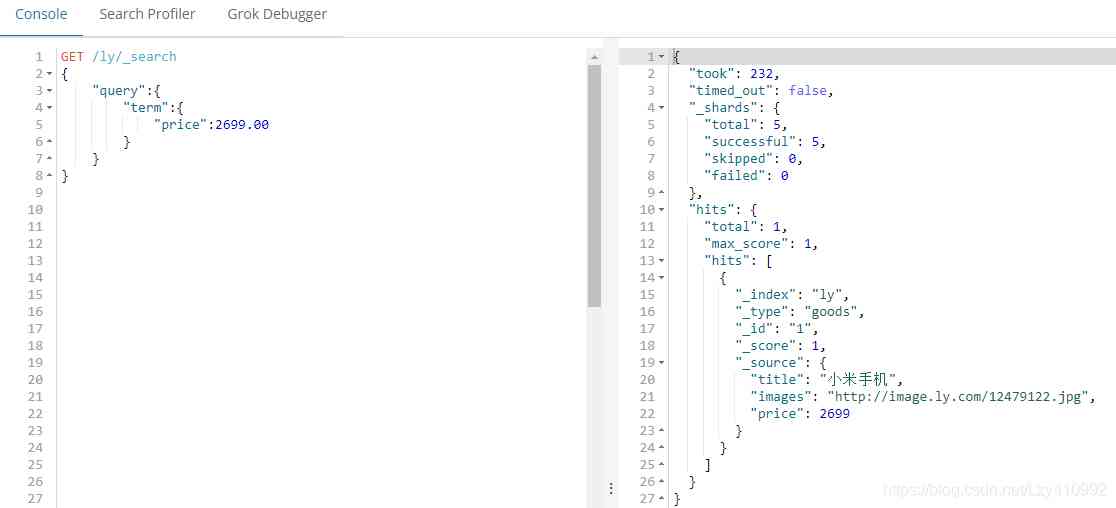 Console Search Profiler Grok Debugger
1 GET /ly/_search
2 {
3 "query":{
4 "term":{
5 "price":2699.00
6 }
7 }
8 }
9
10
11
12
13
14
15
16
17
18
19
20
21
22
23
24
25
26
27
1 {
2 "took": 232,
3 "timed_out": false,
4 "_shards": {
5 "total": 5,
6 "successful": 5,
7 "skipped": 0,
8 "failed": 0
9 },
10 "hits": {
11 "total": 1,
12 "max_score": 1,
13 "hits": [
14 {
15 "_index": "ly",
16 "_type": "goods",
17 "_id": "1",
18 "_score": 1,
19 "_source": {
20 "title": "小米手机",
21 "images": "http://image.ly.com/12479122.jpg",
22 "price": 2699
23 }
24 }
25 ]
26 }
27 }